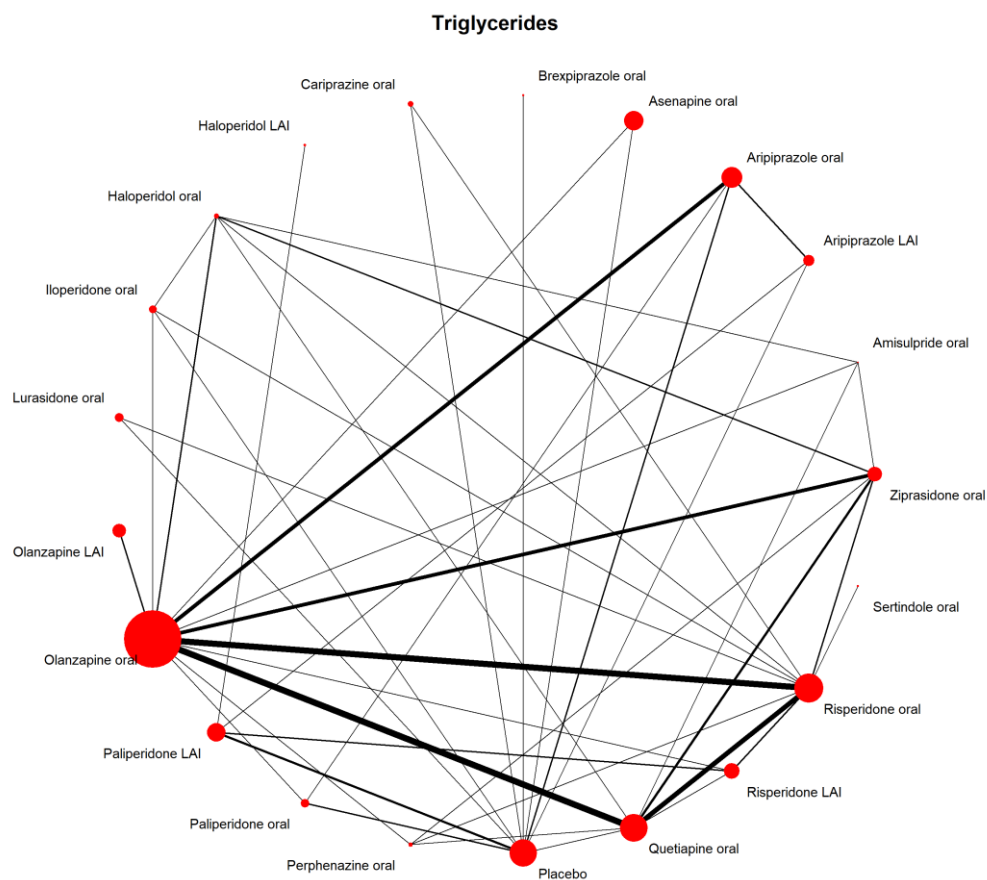 Triglycerides
Brexpiprazole oral
Cariprazine oral
Asenapine oral
Haloperidol LAI
Aripiprazole oral
Haloperidol oral
Aripiprazole LAI
Iloperidone oral
Amisulpride oral
Lurasidone oral
Ziprasidone oral
Olanzapine LAI
Sertindole oral
Olanzapine oral
Risperidone oral
Paliperidone LAI
Risperidone LAI
Paliperidone oral
Quetiapine oral
Perphenazine oral
Placebo